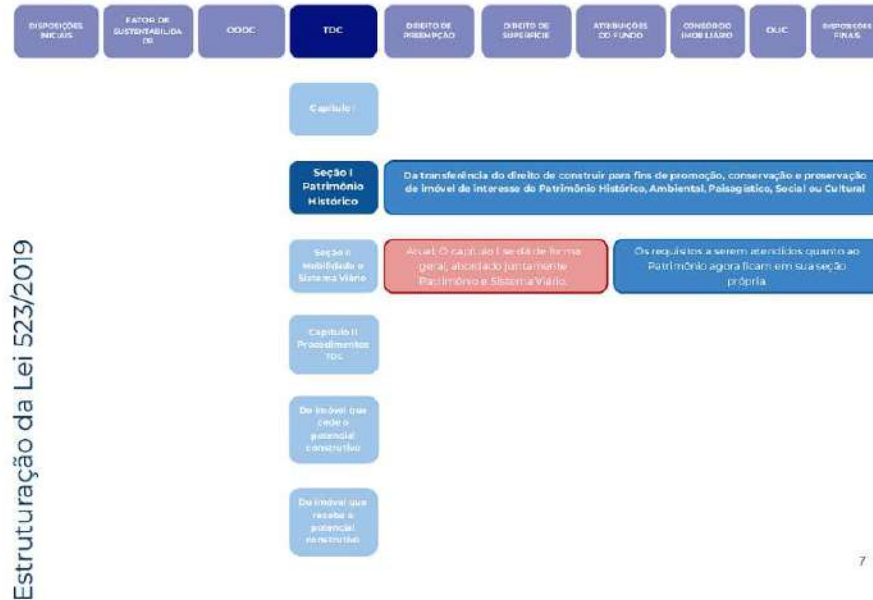 DISPOSIÇÕES
INICIAIS
FATOR DE
SUSTENTABILIDA
DE
OODC
TDC
DIREITO DE
PREEMPÇÃO
DIREITO DE
SUPERFÍCIE
ATRIBUIÇÕES
DO FUNDO
CONSÓRCIO
IMOBILIÁRIO
OUC
DISPOSIÇÕES
FINAIS
Capítulo I
Seção I
Patrimônio
Histórico
Da transferência do direito de construir para fins de promoção, conservação e preservação
de imóvel de interesse do Patrimônio Histórico, Ambiental, Paisagístico, Social ou Cultural
Seção II
Mobilidade e
Sistema Viário
Atual: O capítulo I se dá de forma
geral, abordado juntamente
Patrimônio e Sistema Viário.
Os requisitos a serem atendidos quanto ao
Patrimônio agora ficam em sua seção
própria
Capítulo II
Procedimentos
TDC
Do imóvel que
cede o
potencial
construtivo
Do imóvel que
recebe o
potencial
construtivo
Estruturação da Lei 523/2019
7